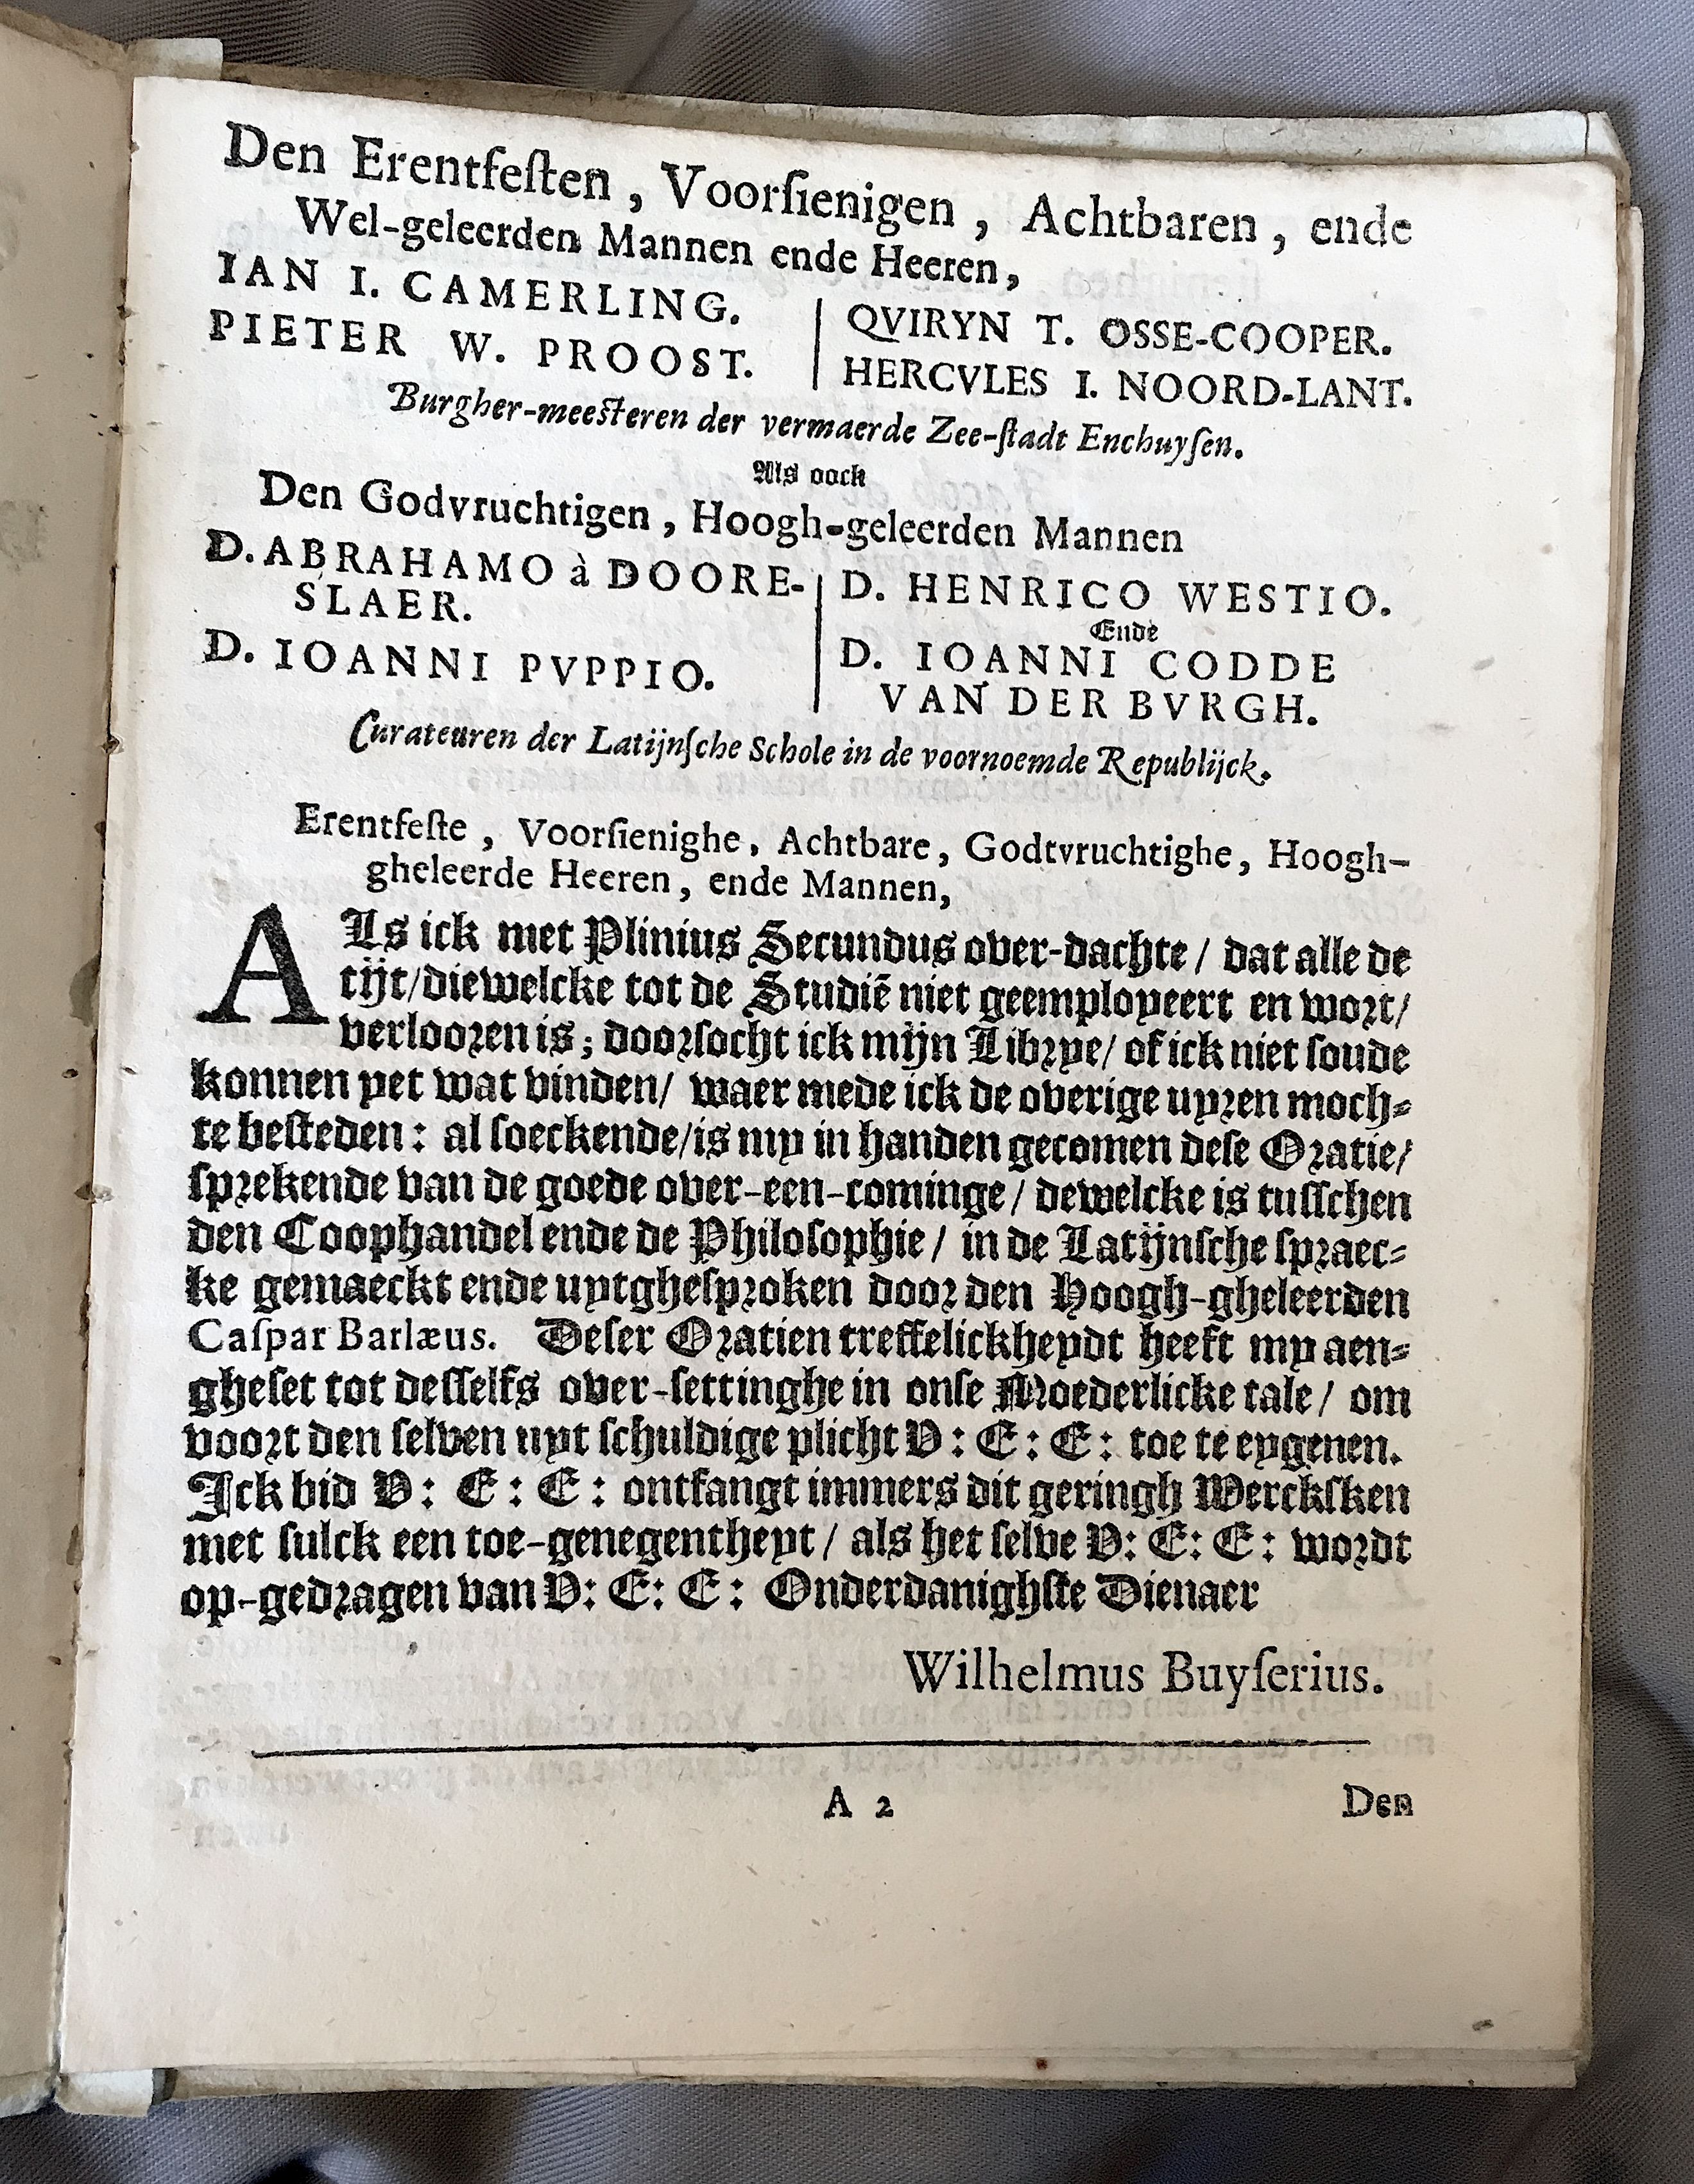 Den Erentfeſten, Voorſienigen, Achtbaren, ende
Wel-geleerden Mannen ende Heeren,
IAN I. CAMERLING.
PIETER W. PROOST.
QVIRYN T. OSSE-COOPER.
HERCVLES I. NOORD-LANT.
Burgher-meeſteren der vermaerde Zee-ſtadt Enchuyſen.
Als oock
Den Godvruchtigen, Hoogh-geleerden Mannen
D. ABRAHAMO à DOORE-
SLAER.
D. IOANNI PVPPIO.
D. HENRICO WESTIO.
Ende
D. IOANNI CODDE
VAN DER BVRGH.
Curateuren der Latijnſche Schole in de voornoemde Republijck.
Erentfeſte, Voorſienighe, Achtbare, Godtvruchtighe, Hoogh-
gheleerde Heeren, ende Mannen,
ALs ick met Plinius Secundus over-dachte / dat alle de
tijt/diewelcke tot de Studiē niet geemployeert en wort/
verlooren is; doorſocht ick mijn Librye/ of ick niet ſoude
konnen yet wat vinden/ waer mede ick de overige uyren moch-
te beſteden: al ſoeckende/is my in handen gecomen deſe Oratie/
ſprekende van de goede over-een-cominge / dewelcke is tuſſchen
den Coophandel ende de Philoſophie / in de Latijnſche ſpraec-
ke gemaeckt ende uytgheſproken door den Hoogh-gheleerden
Caſpar Barlæus. Deſer Oratien treffelickheydt heeft my aen-
gheſet tot deſſelfs over-ſettinghe in onſe Moederlicke tale / om
voort den ſelven uyt ſchuldige plicht V: E: E: toe te eygenen.
Ick bid V: E: E: ontfangt immers dit geringh Werckſken
met ſulck een toe-genegentheyt / als het ſelve V: E: E: wordt
op-gedragen van V: E: E: Onderdanighſte Dienaer
Wilhelmus Buyſerius.
A 2
Den